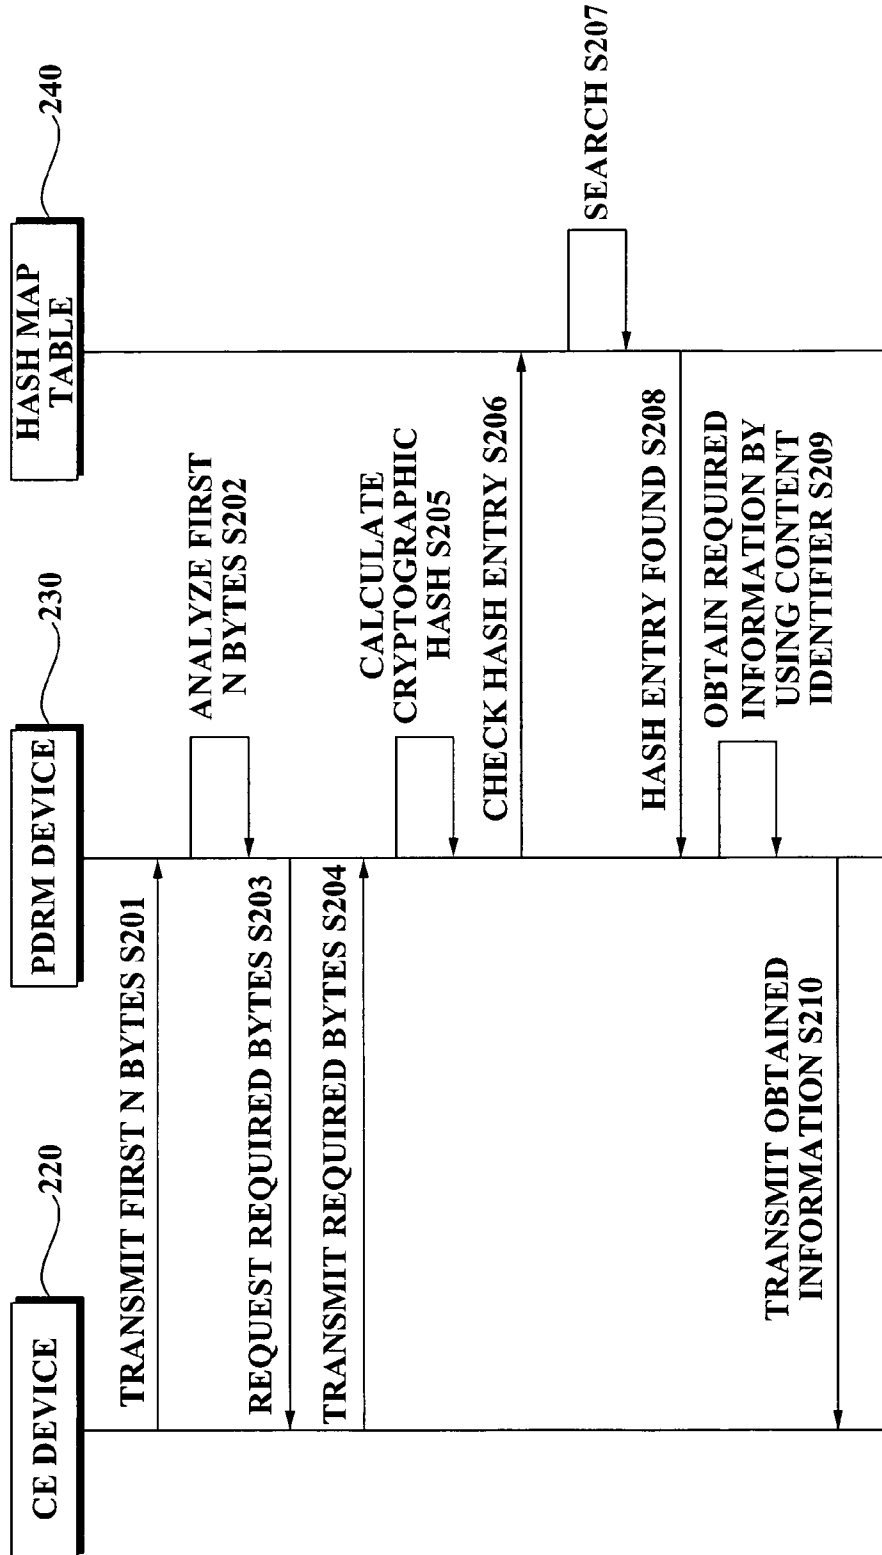 CE DEVICE
220
PDRM DEVICE
230
HASH MAP
TABLE
240
TRANSMIT FIRST N BYTES S201
ANALYZE FIRST
N BYTES S202
REQUEST REQUIRED BYTES S203
TRANSMIT REQUIRED BYTES S204
CALCULATE
CRYPTOGRAPHIC
HASH S205
CHECK HASH ENTRY S206
SEARCH S207
HASH ENTRY FOUND S208
OBTAIN REQUIRED
INFORMATION BY
USING CONTENT
IDENTIFIER S209
TRANSMIT OBTAINED
INFORMATION S210